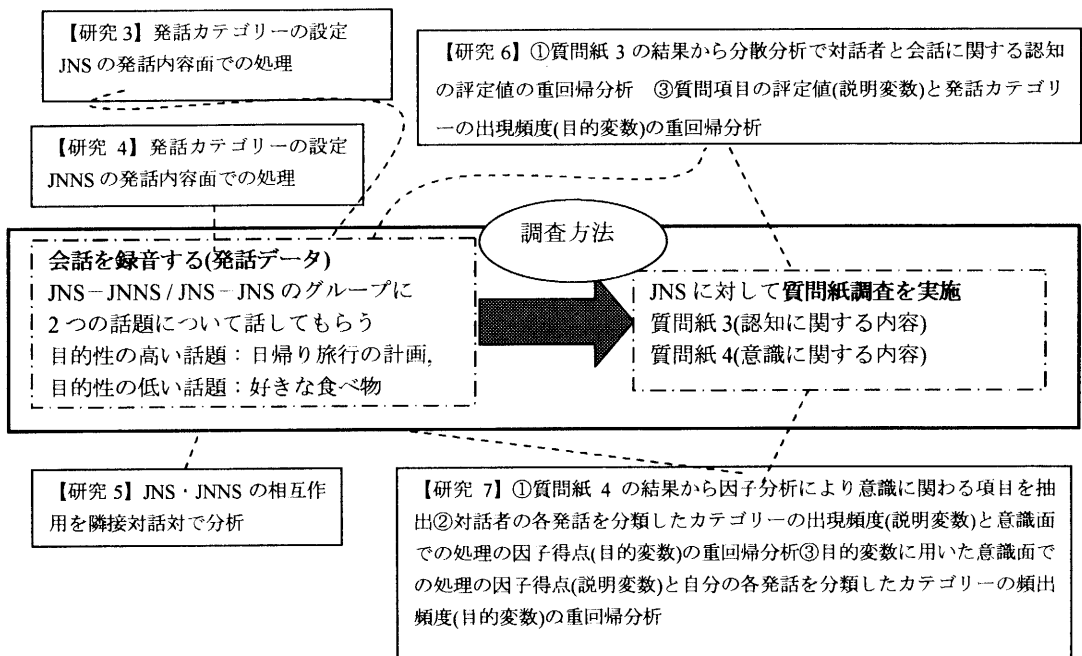 【研究 3】発話カテゴリーの設定
JNS の発話内容面での処理
【研究 6】①質問紙 3 の結果から分散分析で対話者と会話に関する認知
の評定値の重回帰分析　③質問項目の評定値(説明変数)と発話カテゴリ
ーの出現頻度(目的変数)の重回帰分析
【研究 4】発話カテゴリーの設定
JNNS の発話内容面での処理
調査方法
会話を録音する(発話データ)
JNS－JNNS / JNS－JNS のグループに
2 つの話題について話してもらう
目的性の高い話題：日帰り旅行の計画,
目的性の低い話題：好きな食べ物
JNS に対して質問紙調査を実施
質問紙 3(認知に関する内容)
質問紙 4(意識に関する内容)
【研究 5】JNS・JNNS の相互作
用を隣接対話対で分析
【研究 7】①質問紙 4 の結果から因子分析により意識に関わる項目を抽
出②対話者の各発話を分類したカテゴリーの出現頻度(説明変数)と意識面
での処理の因子得点(目的変数)の重回帰分析③目的変数に用いた意識面で
の処理の因子得点(説明変数)と自分の各発話を分類したカテゴリーの頻出
頻度(目的変数)の重回帰分析